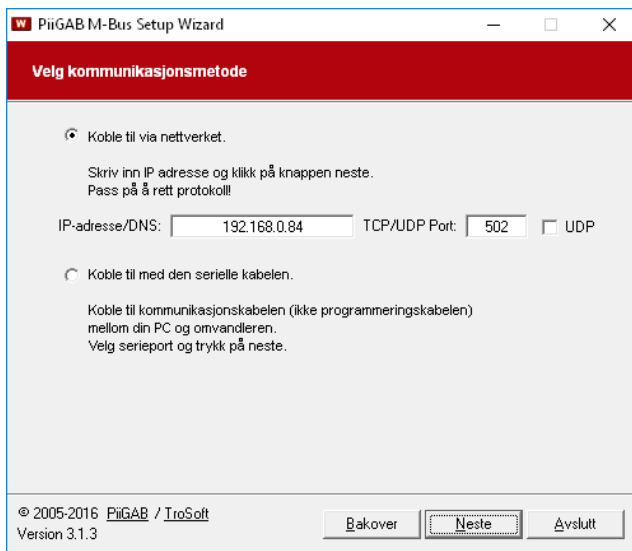 PiiGAB M-Bus Setup Wizard
Velg kommunikasjonsmetode
Koble til via nettverket.
Skriv inn IP adresse og klikk på knappen neste.
Pass på å rett protokoll!
IP-adresse/DNS: 192.168.0.84 TCP/UDP Port: 502 UDP
Koble til med den serielle kabelen.
Koble til kommunikasjonskabelen (ikke programmeringskabelen)
mellom din PC og omvandleren.
Velg serieport og trykk på neste.
© 2005-2016 PiiGAB / TroSoft
Version 3.1.3
Bakover Neste Avslutt